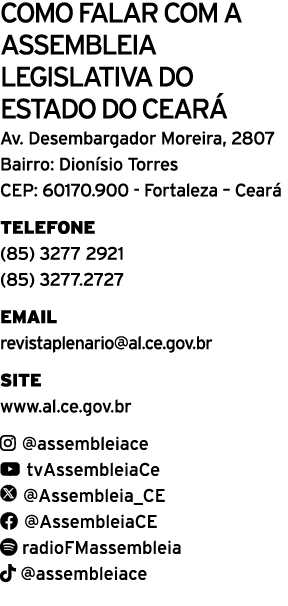 COMO FALAR COM A
ASSEMBLEIA
LEGISLATIVA DO
ESTADO DO CEARÁ
Av. Desembargador Moreira, 2807
Bairro: Dionísio Torres
CEP: 60170.900 - Fortaleza – Ceará
TELEFONE
(85) 3277 2921
(85) 3277.2727
EMAIL
revistaplenario@al.ce.gov.br
SITE
www.al.ce.gov.br
@assembleiace
tvAssembleiaCe
@Assembleia_CE
@AssembleiaCE
radioFMassembleia
@assembleiace